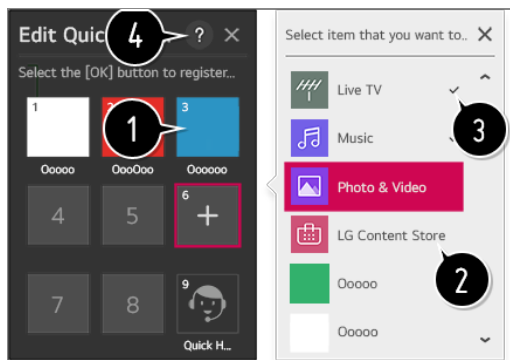 Edit Quic
4
?
Select the [OK] button to register...
1
2
3
1
Ooooo
OooOoo
Oooooo
4
5
6
+
7
8
9
Quick H...
Select item that you want to..
Live TV
3
Music
Photo & Video
LG Content Store
2
Ooooo
Ooooo